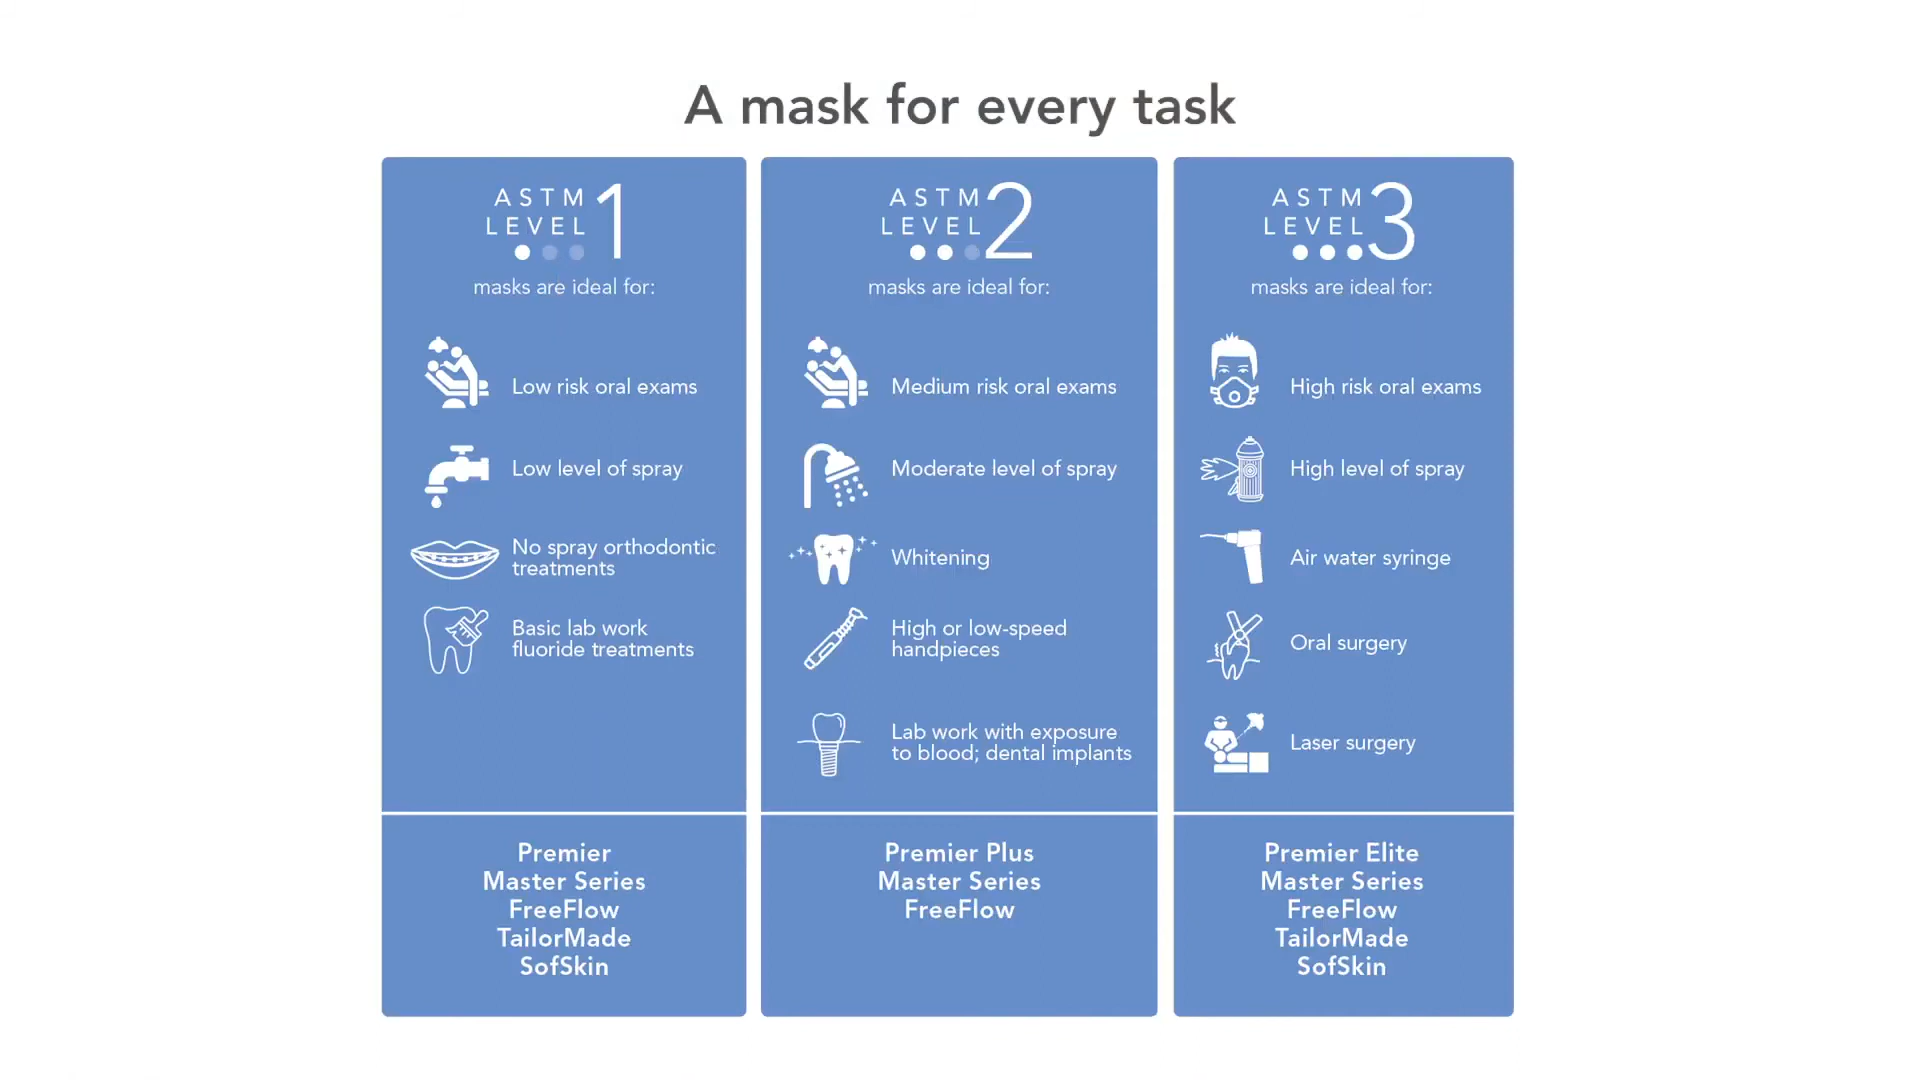 A mask for every task
ASTM
LEVEL 1
masks are ideal for:
Low risk oral exams
Low level of spray
No spray orthodontic
treatments
Basic lab work
fluoride treatments
Premier
Master Series
FreeFlow
TailorMade
SofSkin
ASTM
LEVEL 2
masks are ideal for:
Medium risk oral exams
Moderate level of spray
Whitening
High or low-speed
handpieces
Lab work with exposure
to blood; dental implants
Premier Plus
Master Series
FreeFlow
ASTM
LEVEL 3
masks are ideal for:
High risk oral exams
High level of spray
Air water syringe
Oral surgery
Laser surgery
Premier Elite
Master Series
FreeFlow
TailorMade
SofSkin